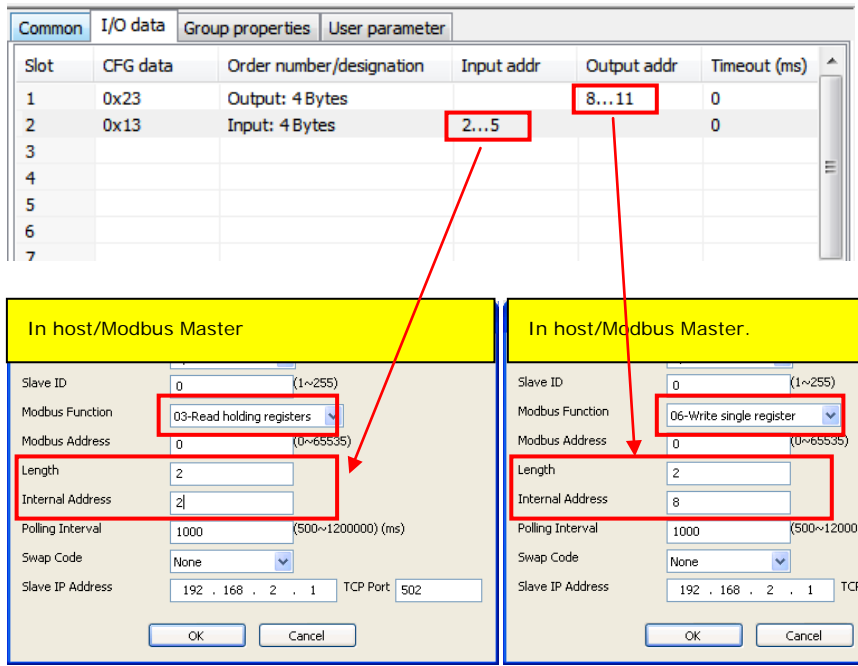 Common I/O data Group properties User parameter
Slot CFG data Order number/designation Input addr Output addr Timeout (ms)
1 0x23 Output: 4 Bytes 8...11 0
2 0x13 Input: 4 Bytes 2...5 0
3
4
5
6
7
In host/Modbus Master
Slave ID 0 (1~255)
Modbus Function 03-Read holding registers
Modbus Address 0 (0~65535)
Length 2
Internal Address 2
Polling Interval 1000 (500~1200000) (ms)
Swap Code None
Slave IP Address 192 . 168 . 2 . 1 TCP Port 502
OK Cancel
In host/Modbus Master.
Slave ID 0 (1~255)
Modbus Function 06-Write single register
Modbus Address 0 (0~65535)
Length 2
Internal Address 8
Polling Interval 1000 (500~12000
Swap Code None
Slave IP Address 192 . 168 . 2 . 1
OK Cancel